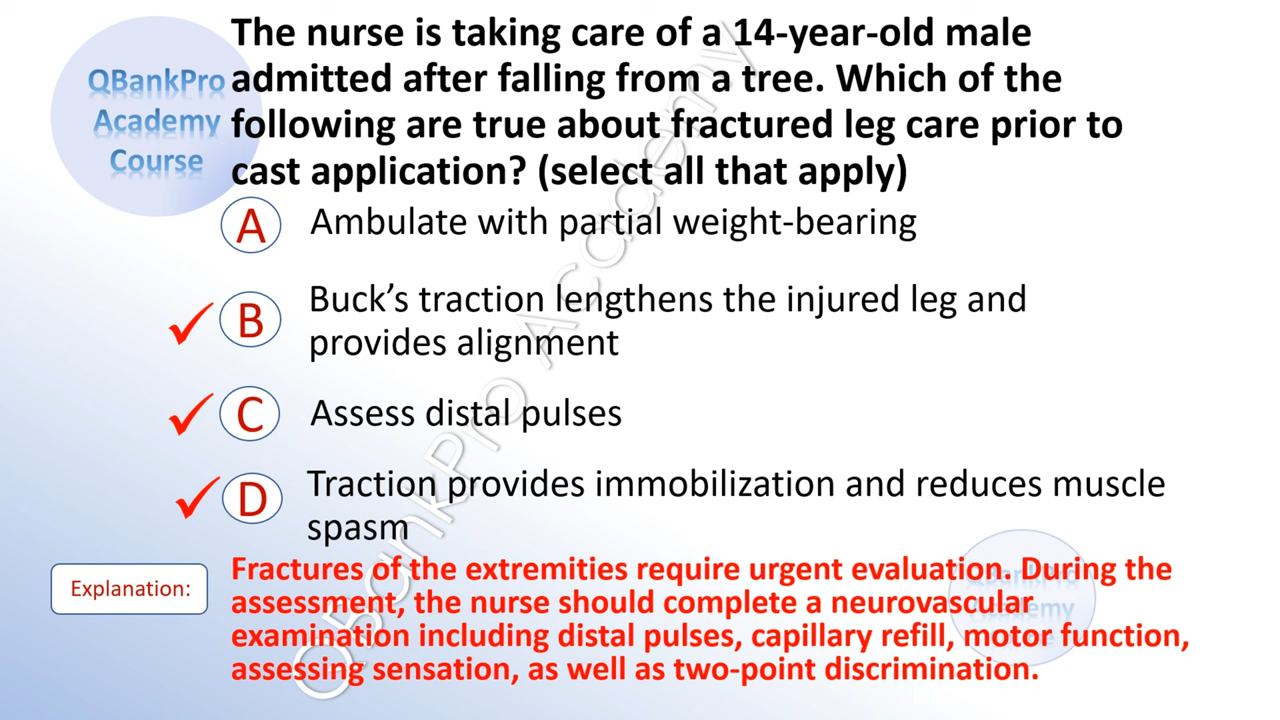 The nurse is taking care of a 14-year-old male
QBankPro
admitted after falling from a tree. Which of the
Academy
following are true about fractured leg care prior to
Course
cast application? (select all that apply)
A Ambulate with partial weight-bearing
B Buck's traction lengthens the injured leg and
provides alignment
C Assess distal pulses
D Traction provides immobilization and reduces muscle
spasm
Explanation:
Fractures of the extremities require urgent evaluation. During the
assessment, the nurse should complete a neurovascular
examination including distal pulses, capillary refill, motor function,
assessing sensation, as well as two-point discrimination.
QBankPro Academy
QBankPro
Academy